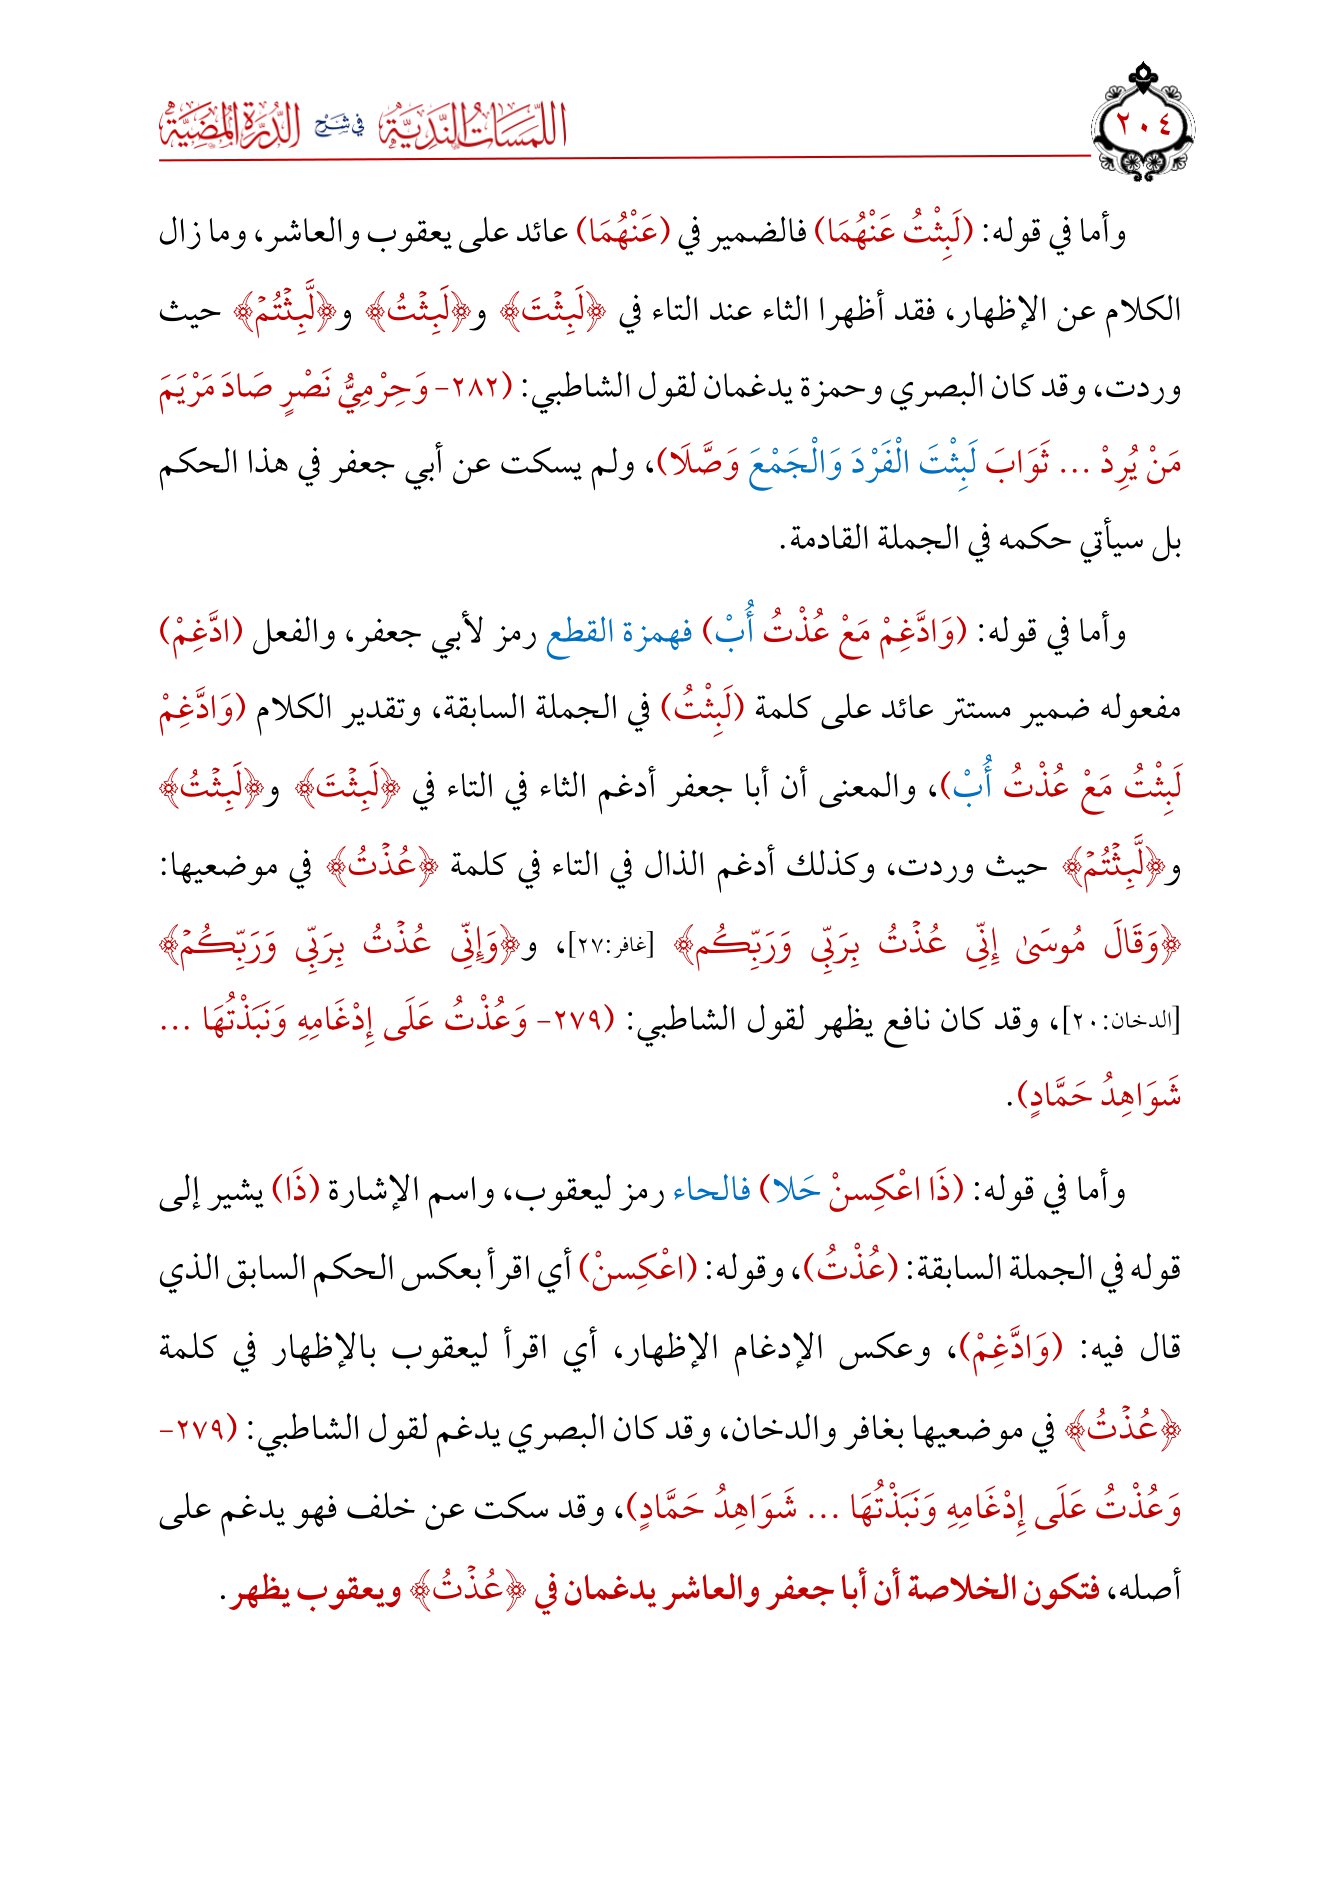 اللمسات الندية في شرح الدرة المضية
٢٠٤
وأما في قوله: (لَبِثْتُ عَنْهُمَا) فالضمير في (عَنْهُمَا) عائد على يعقوب والعاشر، وما زال
الكلام عن الإظهار، فقد أظهرا الثاء عند التاء في ﴿لَبِثۡتَ﴾ و﴿لَبِثۡتُ﴾ و﴿لَّبِثۡتُمۡ﴾ حيث
وردت، وقد كان البصري وحمزة يدغمان لقول الشاطبي: (٢٨٢- وَحِرْمِيُّ نَصْرٍ صَادَ مَرْيَمَ
مَنْ يُرِدْ ... ثَوَابَ لَبِثْتَ الْفَرْدَ وَالْجَمْعَ وَصَّلَا)، ولم يسكت عن أبي جعفر في هذا الحكم
بل سيأتي حكمه في الجملة القادمة.
وأما في قوله: (وَادَّغِمْ مَعْ عُذْتُ أُبْ) فهمزة القطع رمز لأبي جعفر، والفعل (ادَّغِمْ)
مفعوله ضمير مستتر عائد على كلمة (لَبِثْتُ) في الجملة السابقة، وتقدير الكلام (وَادَّغِمْ
لَبِثْتُ مَعْ عُذْتُ أُبْ)، والمعنى أن أبا جعفر أدغم الثاء في التاء في ﴿لَبِثۡتَ﴾ و﴿لَبِثۡتُ﴾
و﴿لَّبِثۡتُمۡ﴾ حيث وردت، وكذلك أدغم الذال في التاء في كلمة ﴿عُذۡتُ﴾ في موضعيها:
﴿وَقَالَ مُوسَىٰ إِنِّي عُذۡتُ بِرَبِّي وَرَبِّكُم﴾ [غافر:٢٧]، و﴿وَإِنِّي عُذۡتُ بِرَبِّي وَرَبِّكُمۡ﴾
[الدخان:٢٠]، وقد كان نافع يظهر لقول الشاطبي: (٢٧٩- وَعُذْتُ عَلَى إِدْغَامِهِ وَنَبَذْتُهَا ...
شَوَاهِدُ حَمَّادٍ).
وأما في قوله: (ذَا اعْكِسنْ حَلا) فالحاء رمز ليعقوب، واسم الإشارة (ذَا) يشير إلى
قوله في الجملة السابقة: (عُذْتُ)، وقوله: (اعْكِسنْ) أي اقرأ بعكس الحكم السابق الذي
قال فيه: (وَادَّغِمْ)، وعكس الإدغام الإظهار، أي اقرأ ليعقوب بالإظهار في كلمة
﴿عُذۡتُ﴾ في موضعيها بغافر والدخان، وقد كان البصري يدغم لقول الشاطبي: (٢٧٩-
وَعُذْتُ عَلَى إِدْغَامِهِ وَنَبَذْتُهَا ... شَوَاهِدُ حَمَّادٍ)، وقد سكت عن خلف فهو يدغم على
أصله، فتكون الخلاصة أن أبا جعفر والعاشر يدغمان في ﴿عُذۡتُ﴾ ويعقوب يظهر.